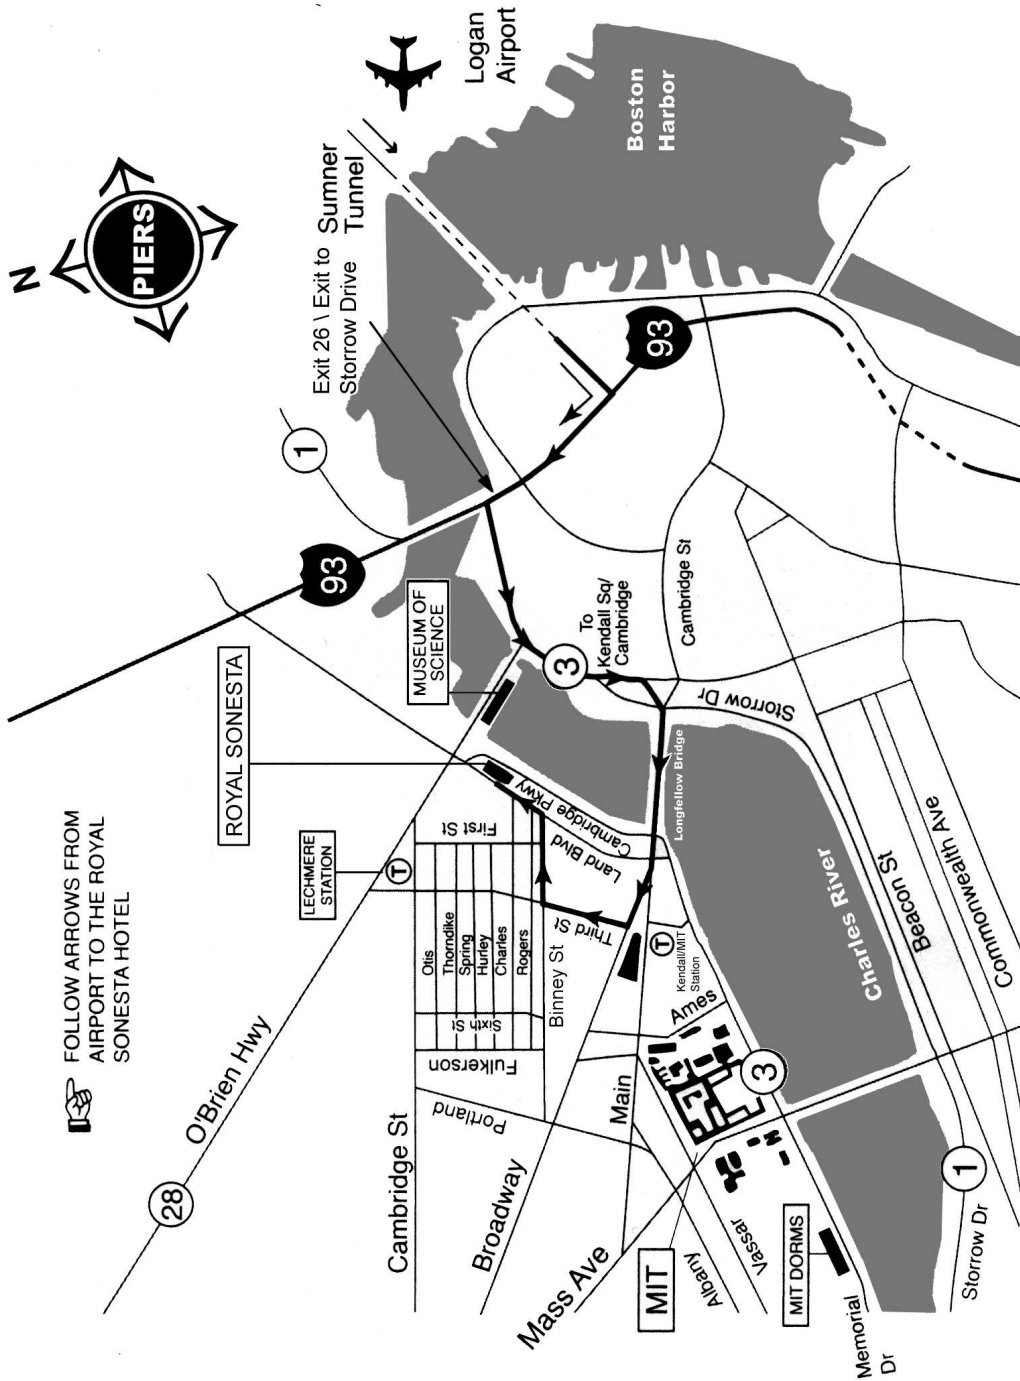 N
PIERS
Logan
Airport
Boston
Harbor
Sumner
Tunnel
Exit 26 \ Exit to
Storrow Drive
1
93
93
MUSEUM OF
SCIENCE
ROYAL SONESTA
3
To
Kendall Sq/
Cambridge
Cambridge St
Storrow Dr
Longfellow Bridge
Cambridge Pkwy
Land Blvd
First St
LECHMERE
STATION
T
FOLLOW ARROWS FROM
AIRPORT TO THE ROYAL
SONESTA HOTEL
Otis
Thorndike
Spring
Hurley
Charles
Rogers
Binney St
Third St
Sixth St
Fulkerson
Portland
T
Kendall/MIT
Station
Ames
Main
O'Brien Hwy
28
Cambridge St
Broadway
Mass Ave
MIT
Albany
Vassar
MIT DORMS
Memorial
Dr
3
Charles River
Beacon St
Commonwealth Ave
1
Storrow Dr